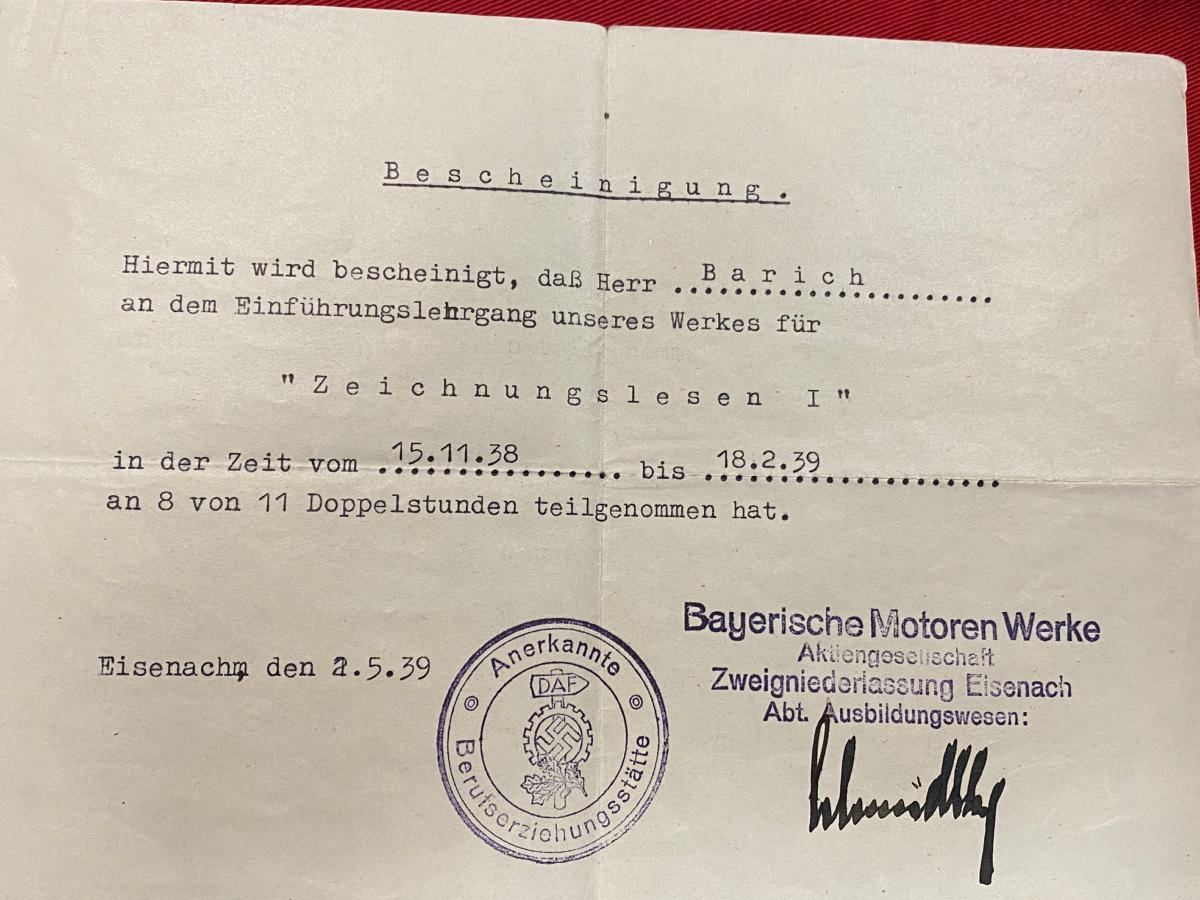 Bescheinigung.
Hiermit wird bescheinigt, daß Herr Barich
an dem Einführungslehrgang unseres Werkes für
"Zeichnungslesen I"
in der Zeit vom 15.11.38 bis 18.2.39
an 8 von 11 Doppelstunden teilgenommen hat.
Eisenach, den 2.5.39
Anerkannte
DAF
Berufserziehungsstätte
Bayerische Motoren Werke
Aktiengesellschaft
Zweigniederlassung Eisenach
Abt. Ausbildungswesen: